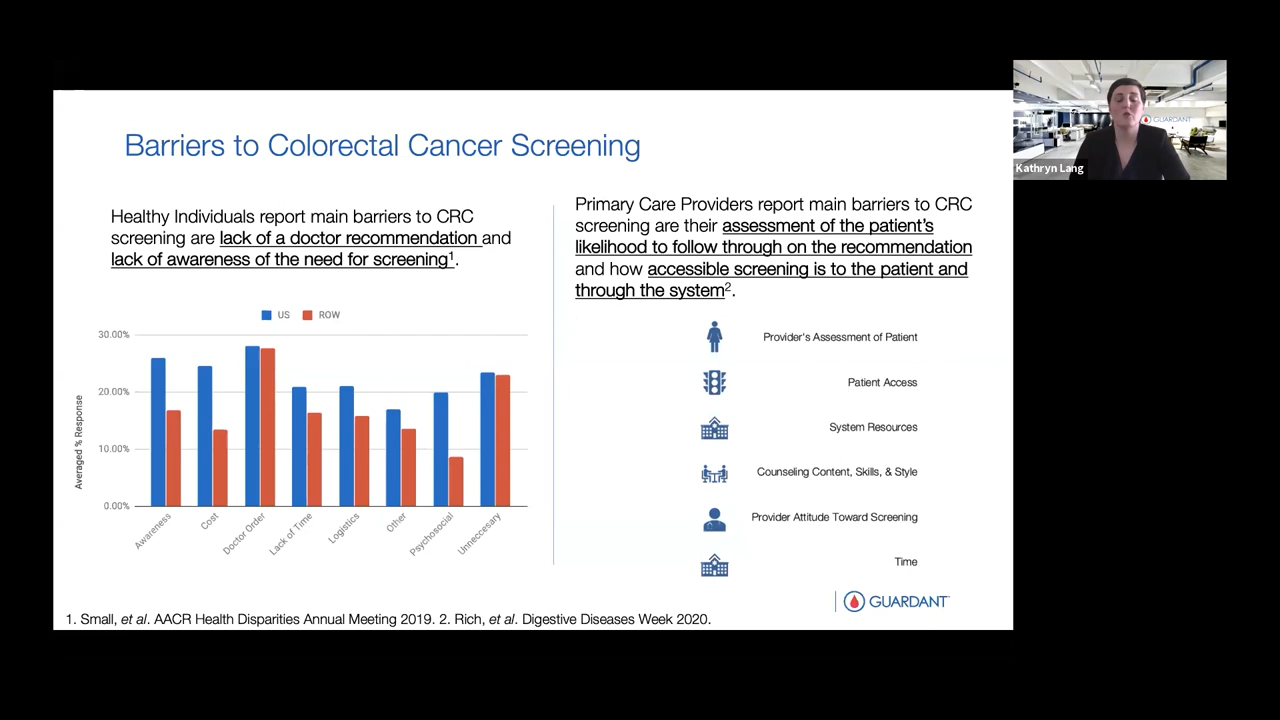 Barriers to Colorectal Cancer Screening
Healthy Individuals report main barriers to CRC
screening are lack of a doctor recommendation and
lack of awareness of the need for screening1.
US
ROW
30.00%
20.00%
10.00%
0.00%
Averaged % Response
Awareness
Cost
Doctor Order
Lack of Time
Logistics
Other
Psychosocial
Unneccesary
Primary Care Providers report main barriers to CRC
screening are their assessment of the patient's
likelihood to follow through on the recommendation
and how accessible screening is to the patient and
through the system2.
Provider's Assessment of Patient
Patient Access
System Resources
Counseling Content, Skills, & Style
Provider Attitude Toward Screening
Time
GUARDANT
1. Small, et al. AACR Health Disparities Annual Meeting 2019. 2. Rich, et al. Digestive Diseases Week 2020.
GUARDANT
Kathryn Lang